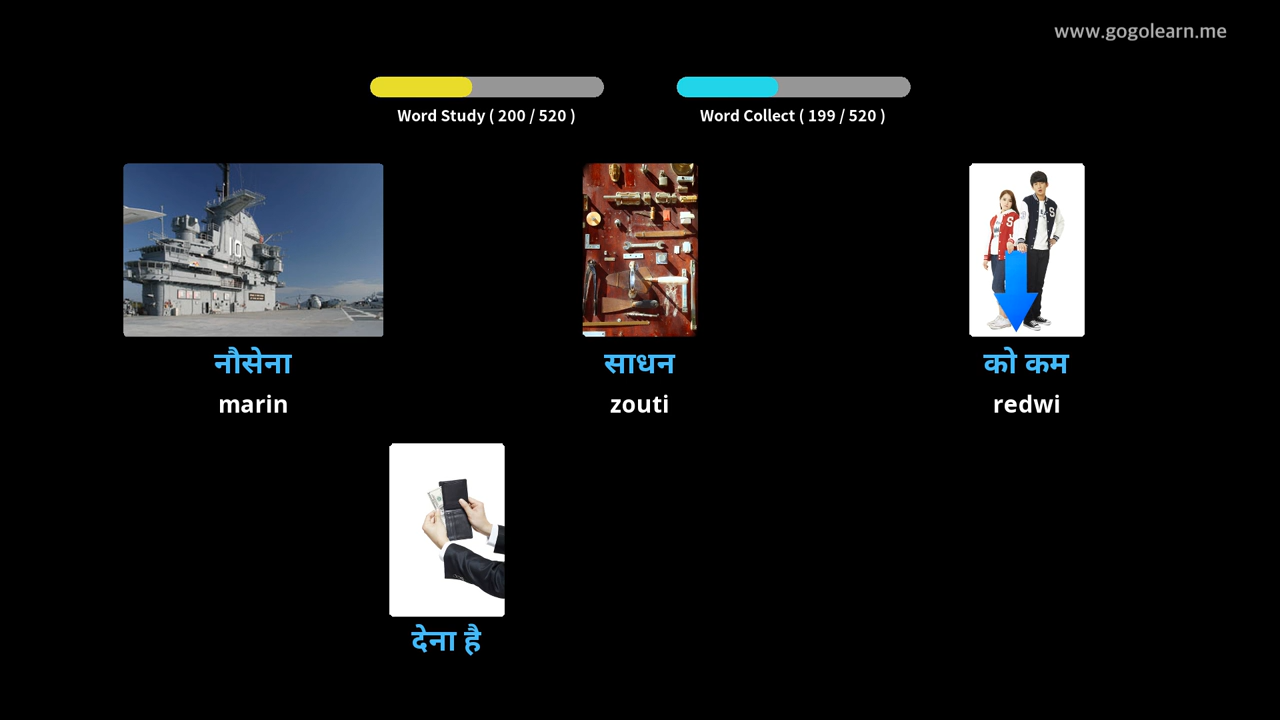 www.gogolearn.me
Word Study ( 200 / 520 )
Word Collect ( 199 / 520 )
नौसेना
साधन
को कम
marin
zouti
redwi
देना है